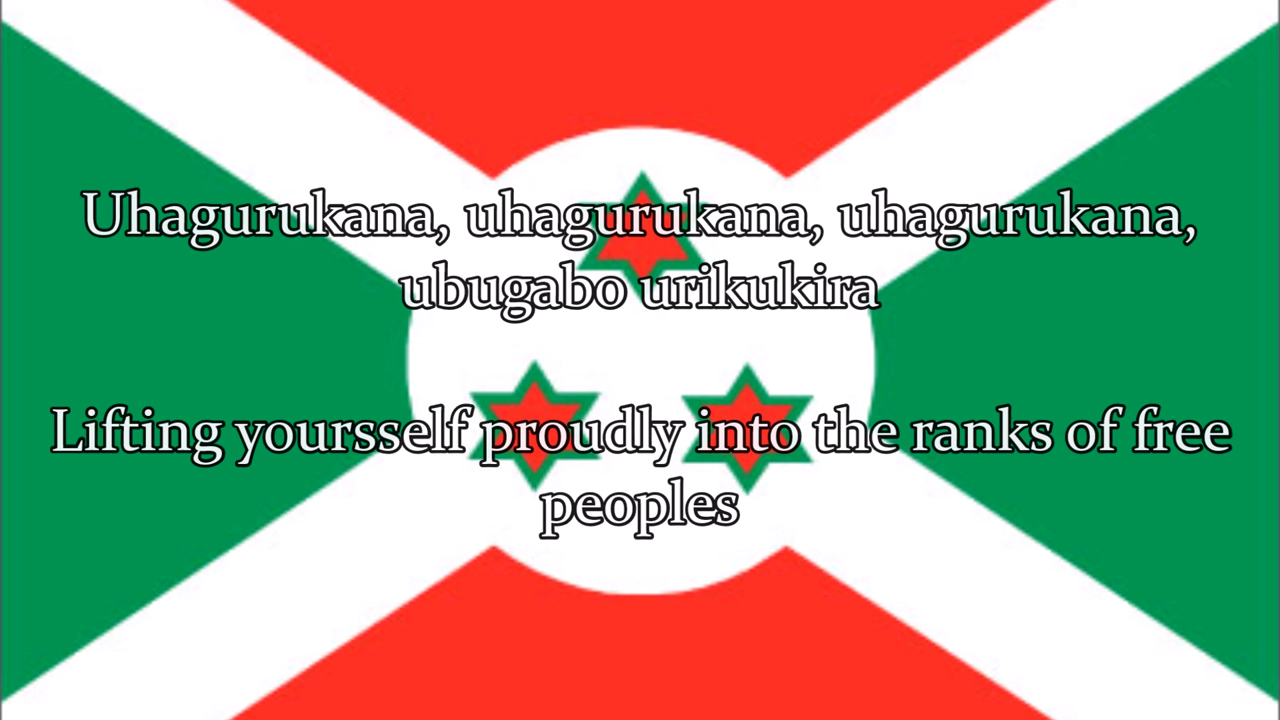 Uhagurukana, uhagurukana, uhagurukana,
ubugabo urikukira
Lifting yoursself proudly into the ranks of free
peoples